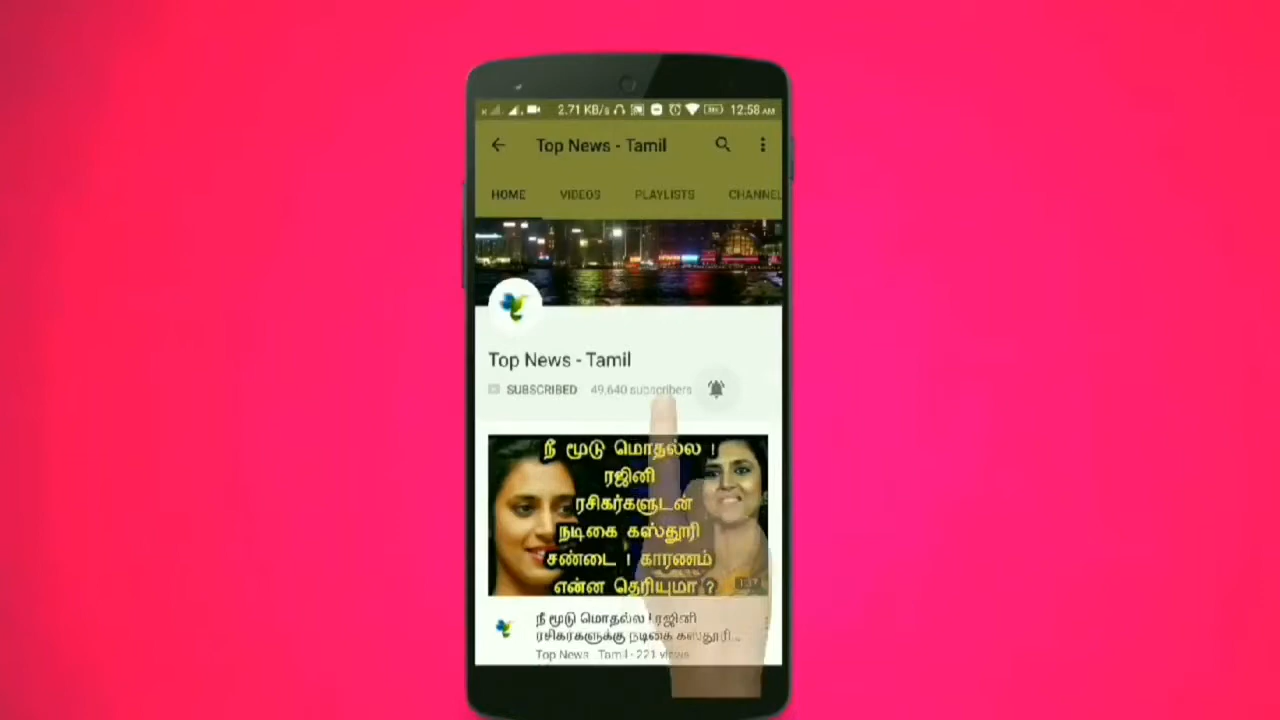 2.71 KB/s 12:58 AM
Top News - Tamil
HOME VIDEOS PLAYLISTS CHANNEL
Top News - Tamil
SUBSCRIBED 49,640 subscribers
நீ மூடு மொதல்ல !
ரஜினி
ரசிகர்களுடன்
நடிகை கஸ்தூரி
சண்டை ! காரணம்
என்ன தெரியுமா ?
1:37
நீ மூடு மொதல்ல ! ரஜினி
ரசிகர்களுக்கு நடிகை கஸ்தூரி...
Top News - Tamil - 221 views